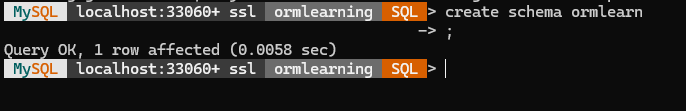 MySQL localhost:33060+ ssl ormlearning SQL > create schema ormlearn
-> ;
Query OK, 1 row affected (0.0058 sec)
MySQL localhost:33060+ ssl ormlearning SQL >